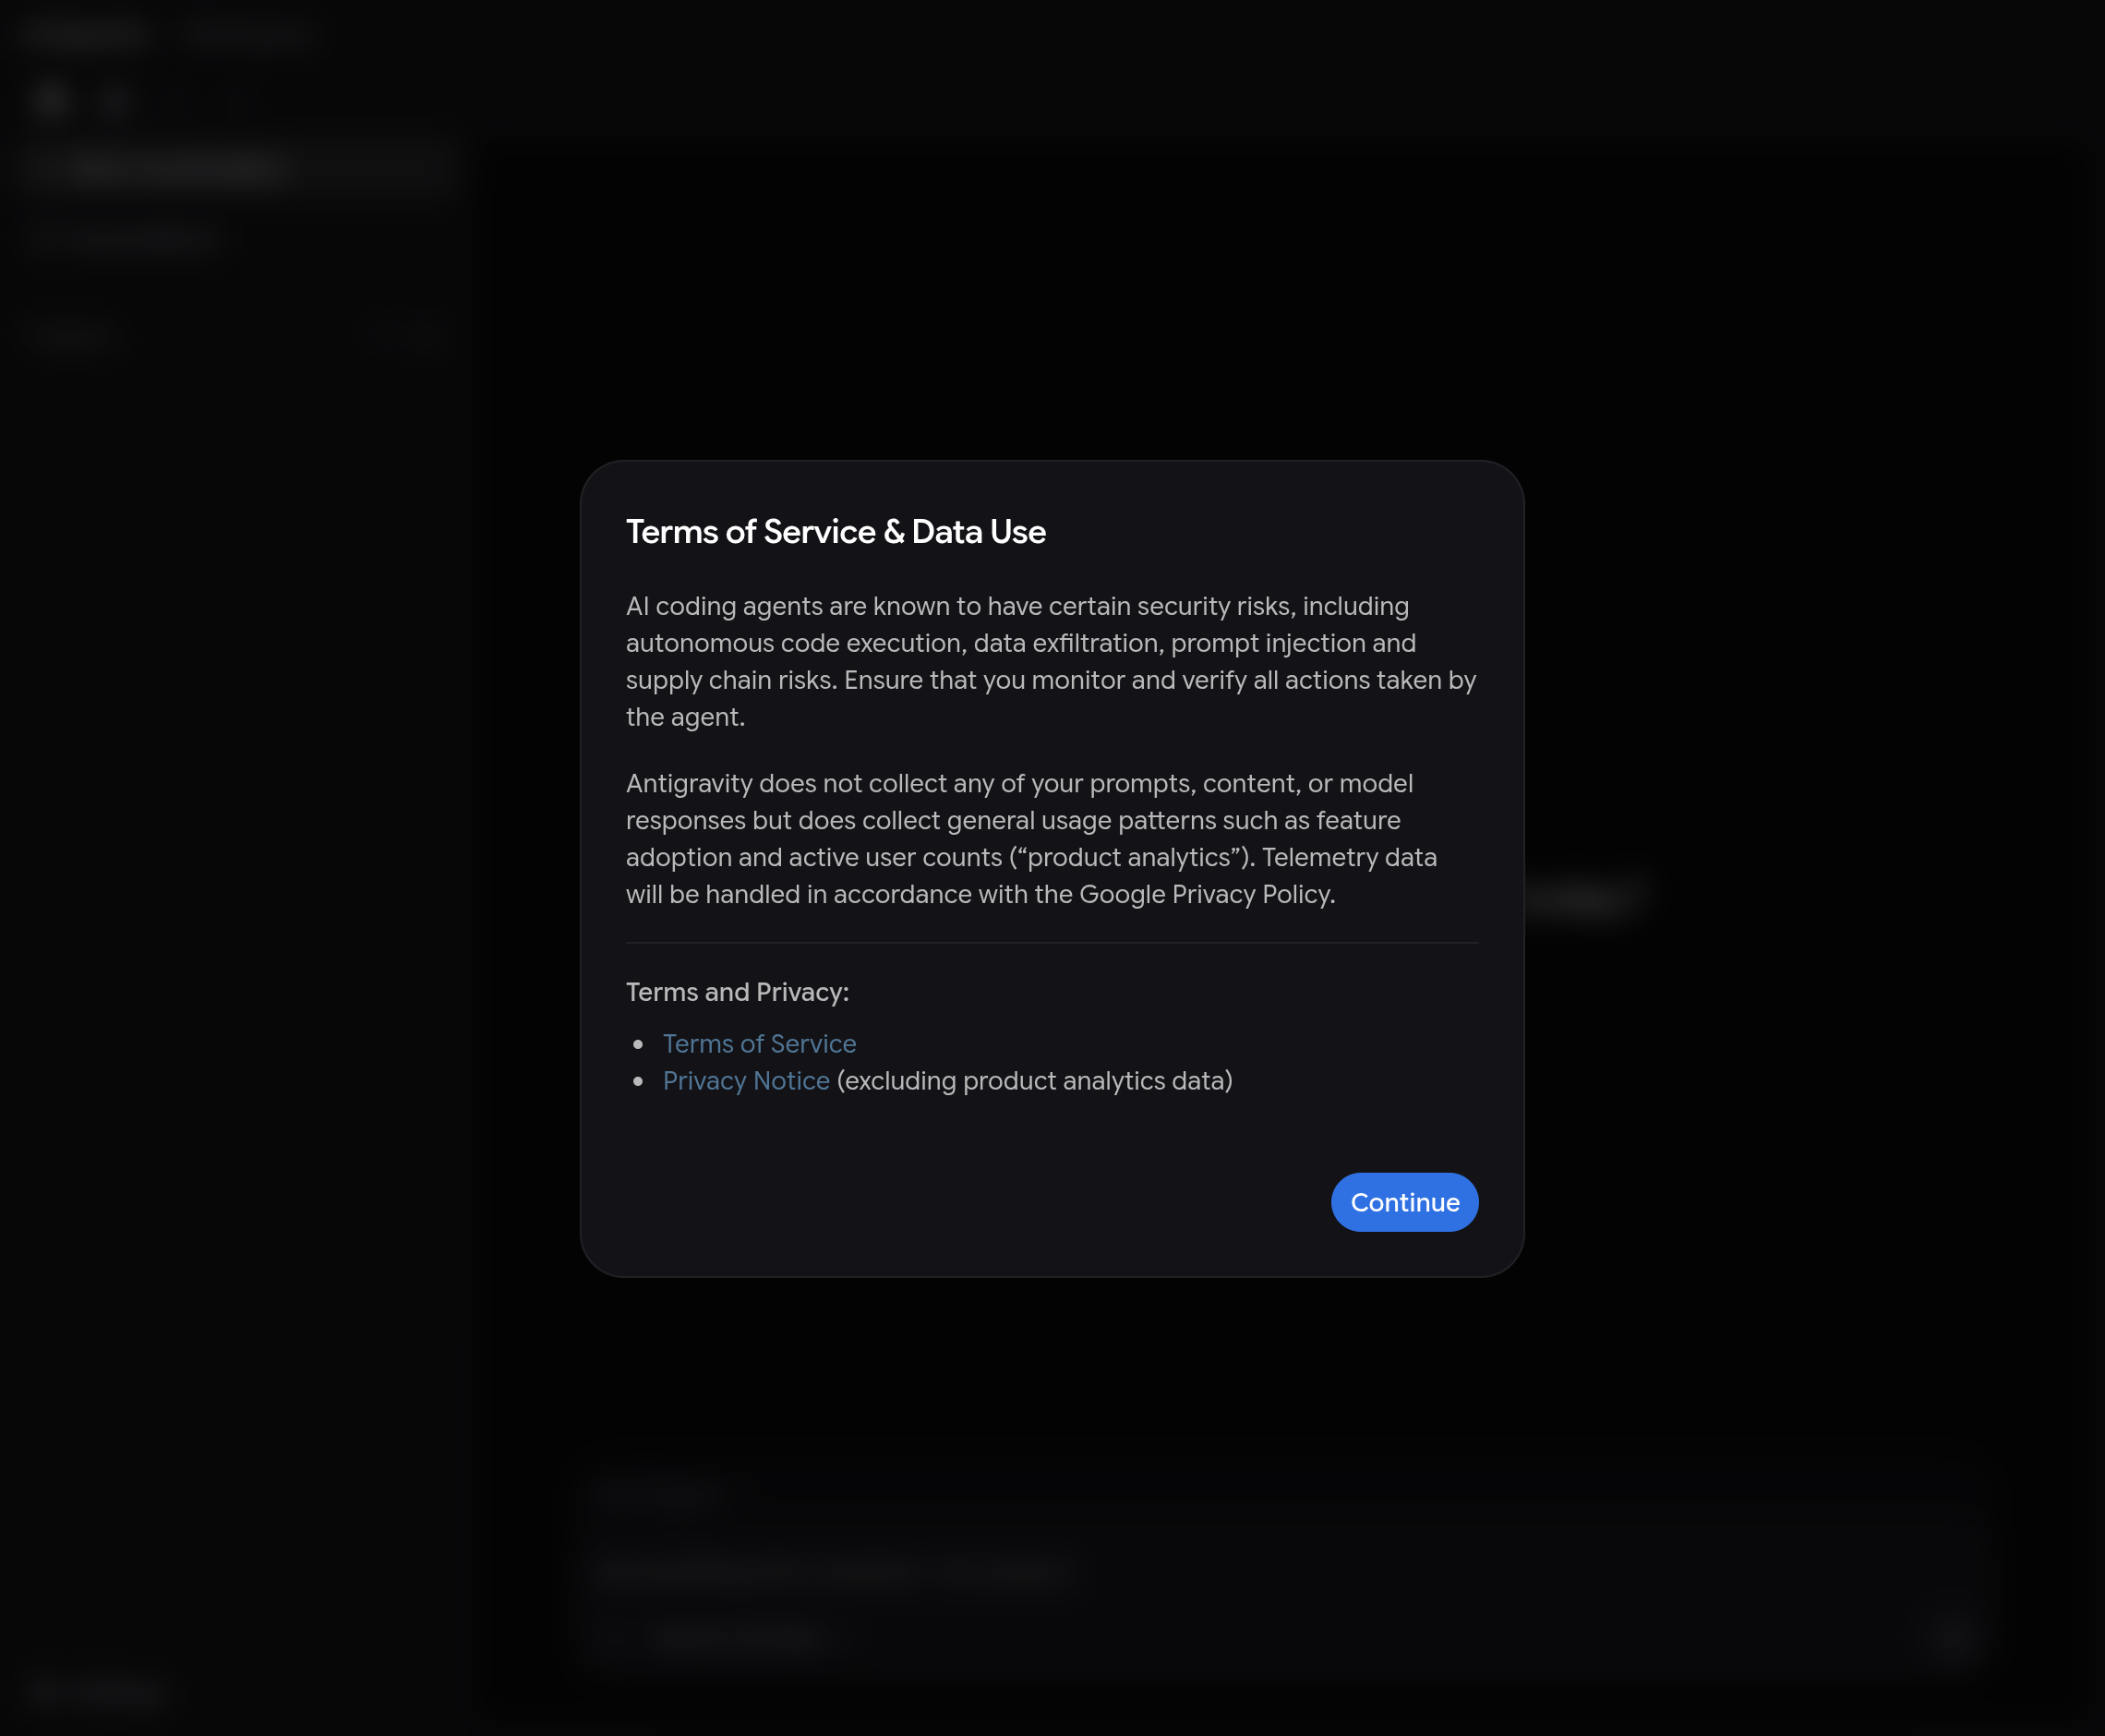 Terms of Service & Data Use
AI coding agents are known to have certain security risks, including
autonomous code execution, data exfiltration, prompt injection and
supply chain risks. Ensure that you monitor and verify all actions taken by
the agent.
Antigravity does not collect any of your prompts, content, or model
responses but does collect general usage patterns such as feature
adoption and active user counts (“product analytics”). Telemetry data
will be handled in accordance with the Google Privacy Policy.
Terms and Privacy:
• Terms of Service
• Privacy Notice (excluding product analytics data)
Continue